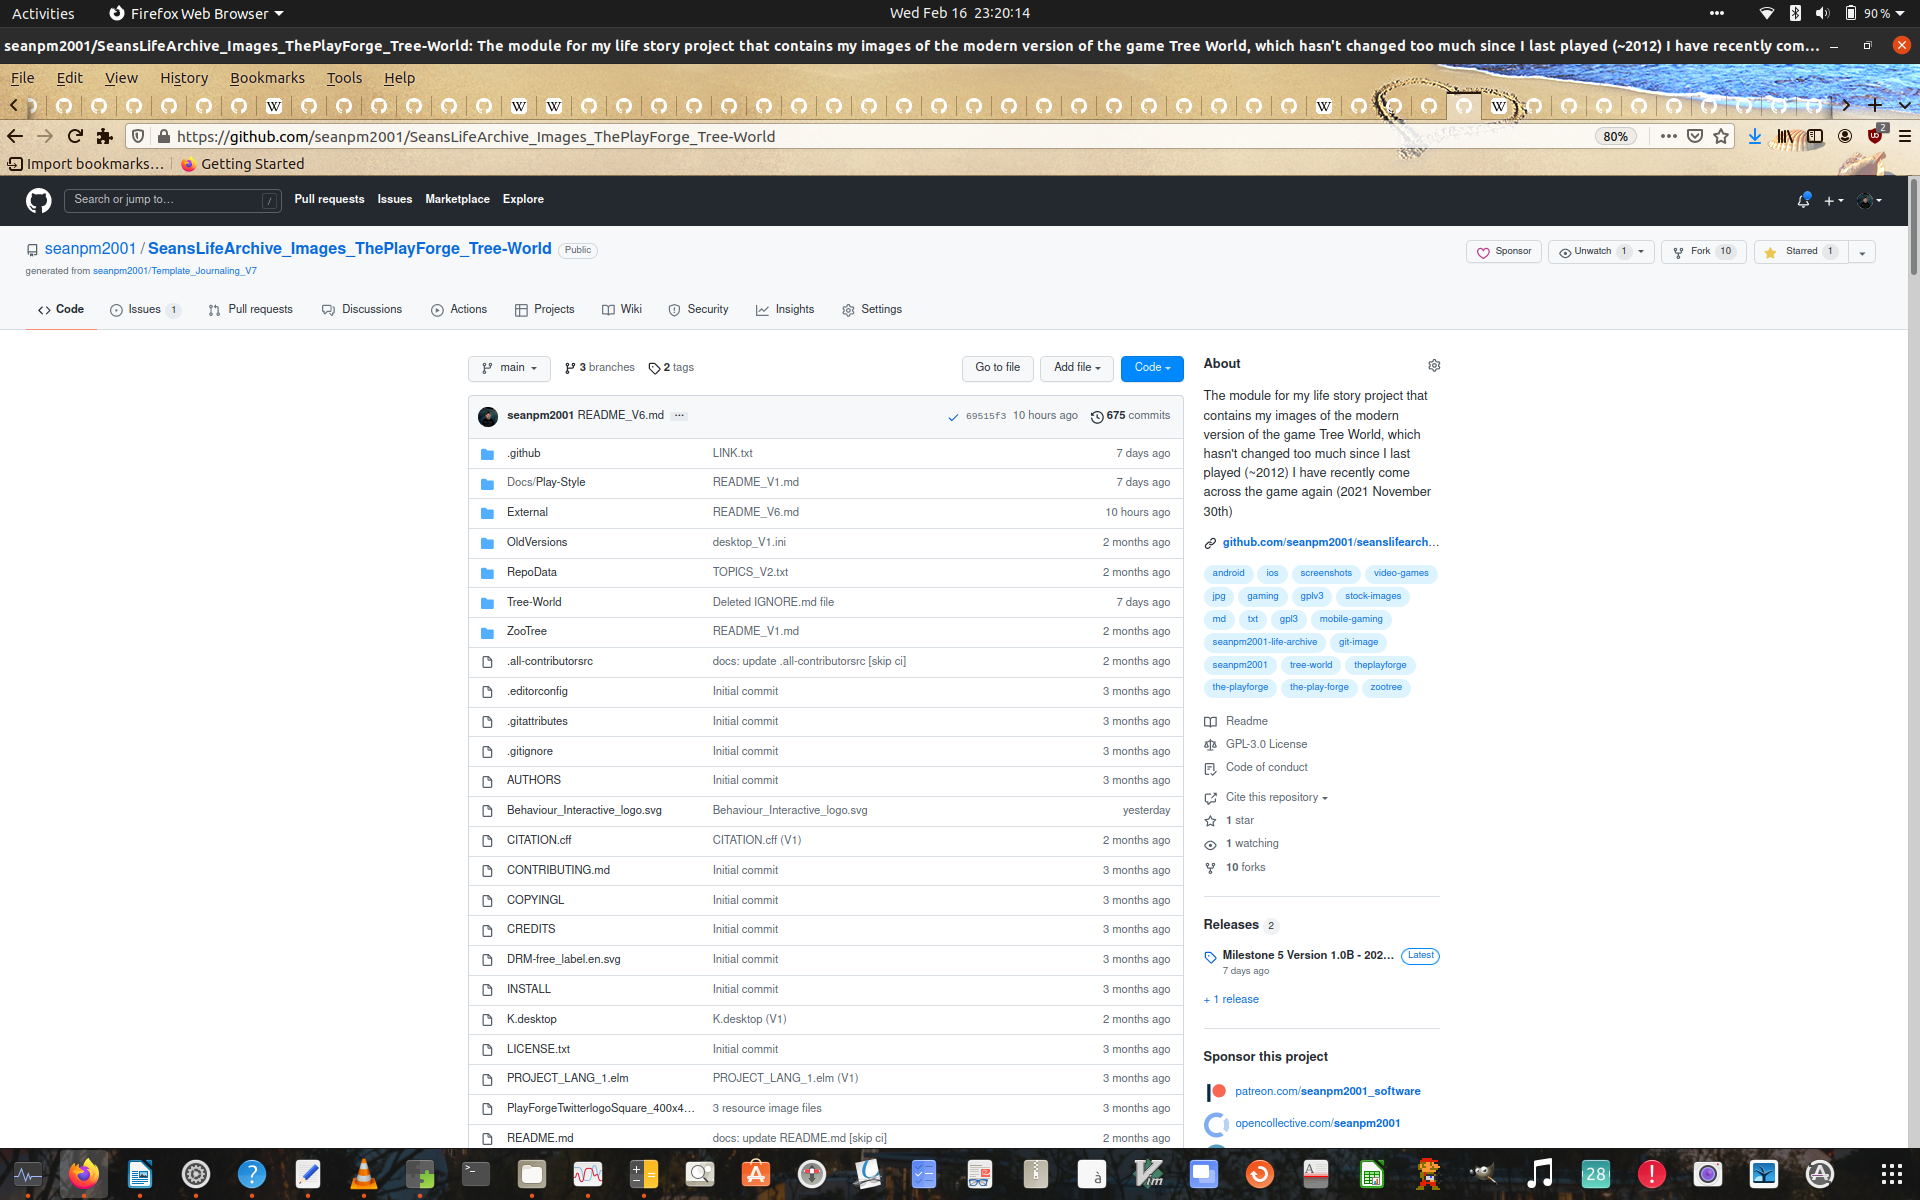 Activities
Firefox Web Browser
Wed Feb 16 23:20:14
90 %
seanpm2001/SeansLifeArchive_Images_ThePlayForge_Tree-World: The module for my life story project that contains my images of the modern version of the game Tree World, which hasn't changed too much since I last played (~2012) I have recently com...
File Edit View History Bookmarks Tools Help
https://github.com/seanpm2001/SeansLifeArchive_Images_ThePlayForge_Tree-World
80%
2
Import bookmarks...
Getting Started
Search or jump to...
/
Pull requests Issues Marketplace Explore
seanpm2001 / SeansLifeArchive_Images_ThePlayForge_Tree-World Public
generated from seanpm2001/Template_Journaling_V7
Sponsor
Unwatch 1
Fork 10
Starred 1
Code
Issues 1
Pull requests
Discussions
Actions
Projects
Wiki
Security
Insights
Settings
main
3 branches
2 tags
Go to file
Add file
Code
seanpm2001 README_V6.md ...
69515f3 10 hours ago
675 commits
.github LINK.txt 7 days ago
Docs/Play-Style README_V1.md 7 days ago
External README_V6.md 10 hours ago
OldVersions desktop_V1.ini 2 months ago
RepoData TOPICS_V2.txt 2 months ago
Tree-World Deleted IGNORE.md file 7 days ago
ZooTree README_V1.md 2 months ago
.all-contributorsrc docs: update .all-contributorsrc [skip ci] 2 months ago
.editorconfig Initial commit 3 months ago
.gitattributes Initial commit 3 months ago
.gitignore Initial commit 3 months ago
AUTHORS Initial commit 3 months ago
Behaviour_Interactive_logo.svg Behaviour_Interactive_logo.svg yesterday
CITATION.cff CITATION.cff (V1) 2 months ago
CONTRIBUTING.md Initial commit 3 months ago
COPYINGL Initial commit 3 months ago
CREDITS Initial commit 3 months ago
DRM-free_label.en.svg Initial commit 3 months ago
INSTALL Initial commit 3 months ago
K.desktop K.desktop (V1) 2 months ago
LICENSE.txt Initial commit 3 months ago
PROJECT_LANG_1.elm PROJECT_LANG_1.elm (V1) 3 months ago
PlayForgeTwitterlogoSquare_400x4... 3 resource image files 3 months ago
README.md docs: update README.md [skip ci] 2 months ago
About
The module for my life story project that
contains my images of the modern
version of the game Tree World, which
hasn't changed too much since I last
played (~2012) I have recently come
across the game again (2021 November
30th)
github.com/seanpm2001/seanslifearch...
android ios screenshots video-games
jpg gaming gplv3 stock-images
md txt gpl3 mobile-gaming
seanpm2001-life-archive git-image
seanpm2001 tree-world theplayforge
the-playforge the-play-forge zootree
Readme
GPL-3.0 License
Code of conduct
Cite this repository
1 star
1 watching
10 forks
Releases 2
Milestone 5 Version 1.0B - 202... Latest
7 days ago
+ 1 release
Sponsor this project
patreon.com/seanpm2001_software
opencollective.com/seanpm2001
28